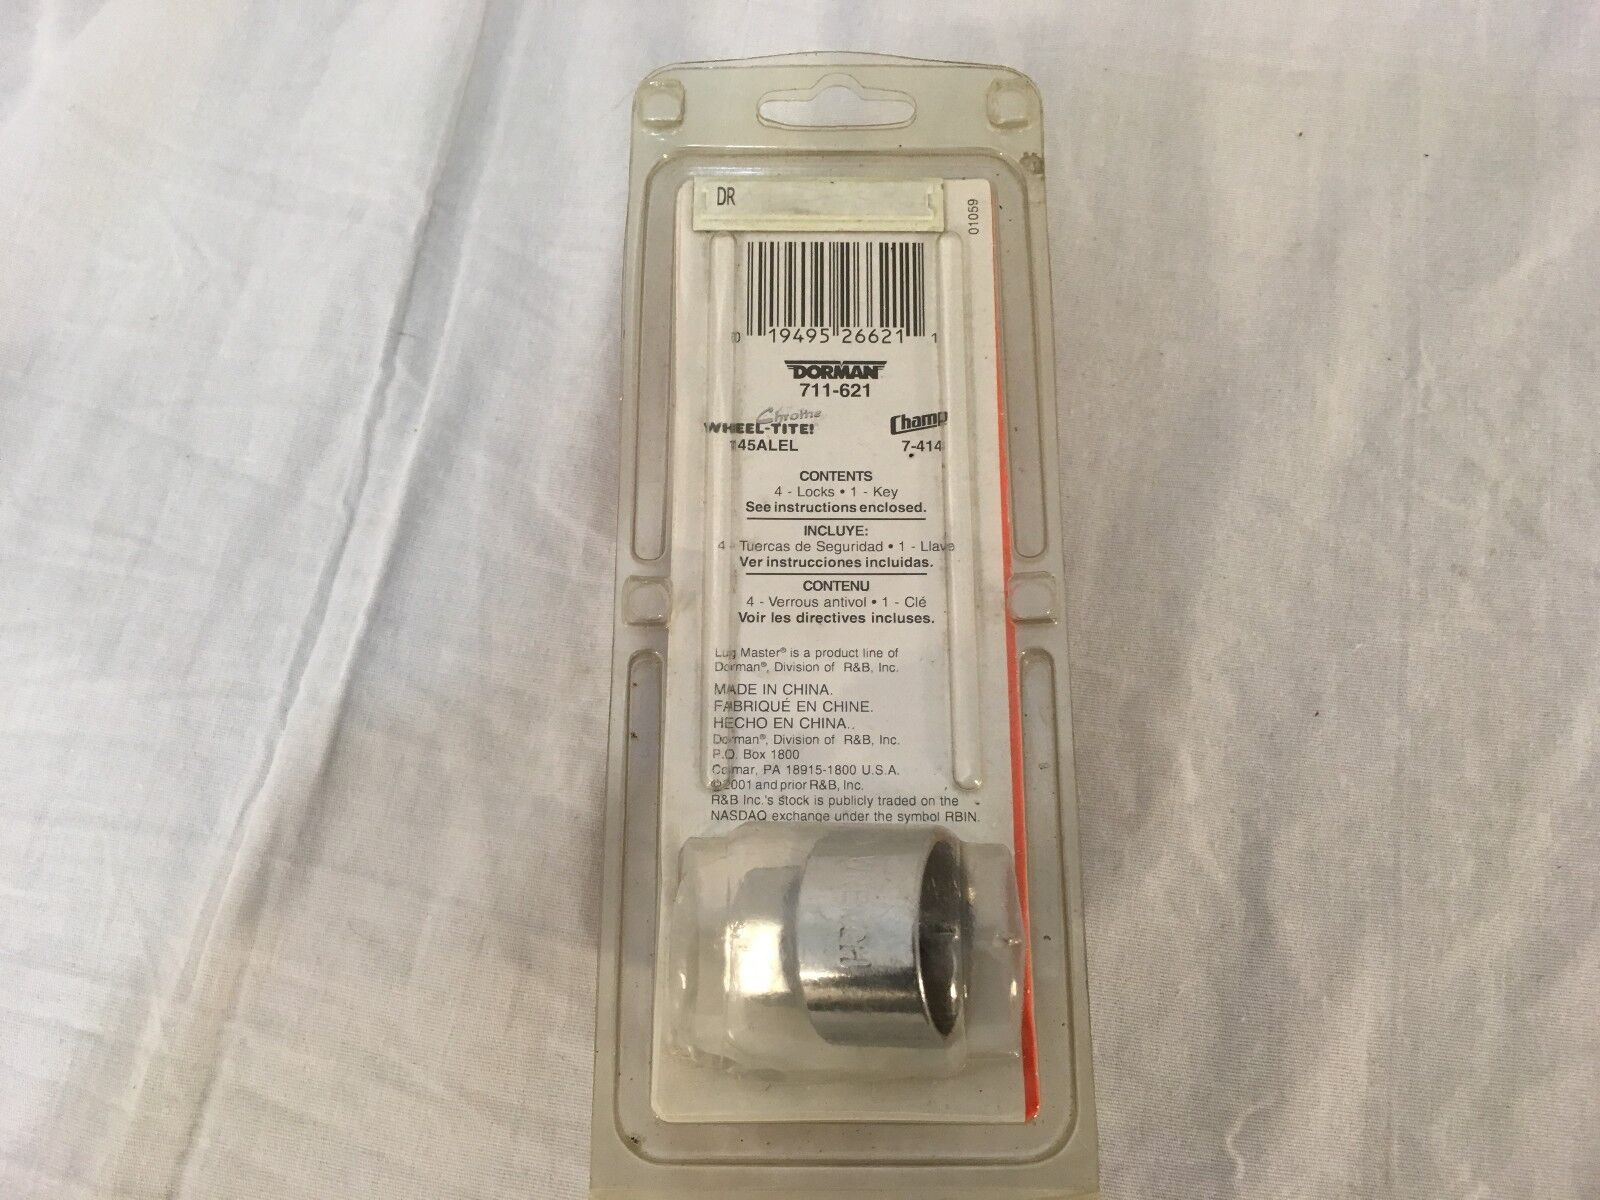 DR
01059
0 19495 26621 1
DORMAN
711-621
Chrome
WHEEL-TITE!
145ALEL
Champ
7-414
CONTENTS
4 - Locks • 1 - Key
See instructions enclosed.
INCLUYE:
4 - Tuercas de Seguridad • 1 - Llave
Ver instrucciones incluidas.
CONTENU
4 - Verrous antivol • 1 - Clé
Voir les directives incluses.
Lug Master® is a product line of
Dorman®, Division of R&B, Inc.
MADE IN CHINA.
FABRIQUÉ EN CHINE.
HECHO EN CHINA.
Dorman®, Division of R&B, Inc.
P.O. Box 1800
Colmar, PA 18915-1800 U.S.A.
©2001 and prior R&B, Inc.
R&B Inc.'s stock is publicly traded on the
NASDAQ exchange under the symbol RBIN.